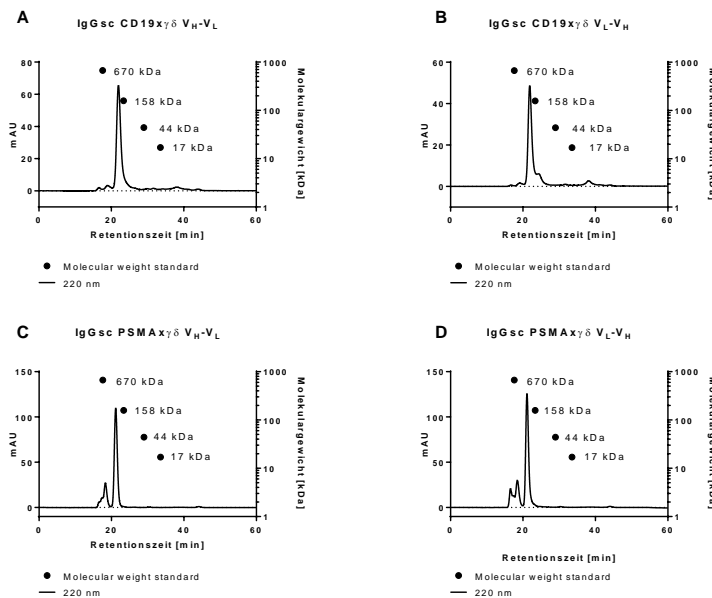 A
IgGsc CD19xγδ VH-VL
80
60
40
20
0
mAU
1000
100
10
1
Molekulargewicht [kDa]
670 kDa
158 kDa
44 kDa
17 kDa
0 20 40 60
Retentionszeit [min]
Molecular weight standard
220 nm
B
IgGsc CD19xγδ VL-VH
60
40
20
0
mAU
1000
100
10
1
Molekulargewicht [kDa]
670 kDa
158 kDa
44 kDa
17 kDa
0 20 40 60
Retentionszeit [min]
Molecular weight standard
220 nm
C
IgGsc PSMAxγδ VH-VL
150
100
50
0
mAU
1000
100
10
1
Molekulargewicht [kDa]
670 kDa
158 kDa
44 kDa
17 kDa
0 20 40 60
Retentionszeit [min]
Molecular weight standard
220 nm
D
IgGsc PSMAxγδ VL-VH
150
100
50
0
mAU
1000
100
10
1
Molekulargewicht [kDa]
670 kDa
158 kDa
44 kDa
17 kDa
0 20 40 60
Retentionszeit [min]
Molecular weight standard
220 nm